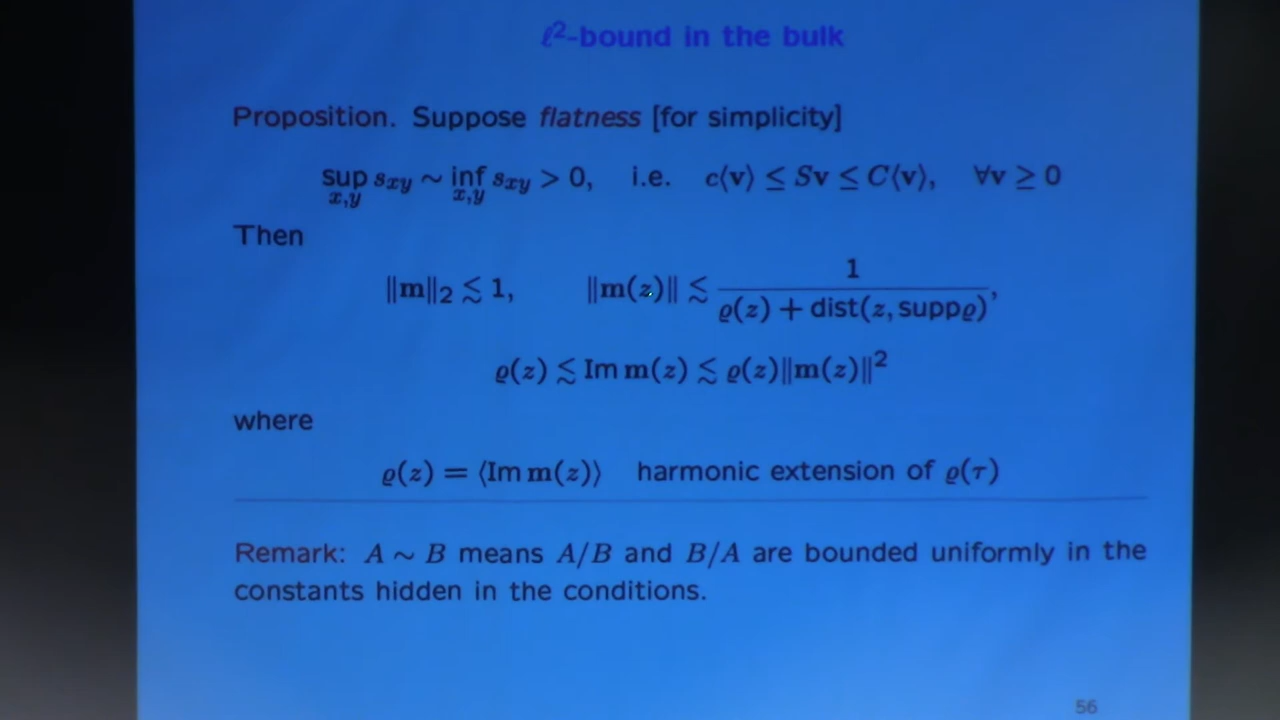 ℓ²-bound in the bulk
Proposition. Suppose flatness [for simplicity]
sup_{x,y} s_{xy} ∼ inf_{x,y} s_{xy} > 0, i.e. c⟨v⟩ ≤ Sv ≤ C⟨v⟩, ∀v ≥ 0
Then
‖m‖₂ ≲ 1, ‖m(z)‖ ≲ 1/(ϱ(z) + dist(z, suppϱ)),
ϱ(z) ≲ Im m(z) ≲ ϱ(z)‖m(z)‖²
where
ϱ(z) = ⟨Im m(z)⟩ harmonic extension of ϱ(τ)
Remark: A ∼ B means A/B and B/A are bounded uniformly in the
constants hidden in the conditions.
56